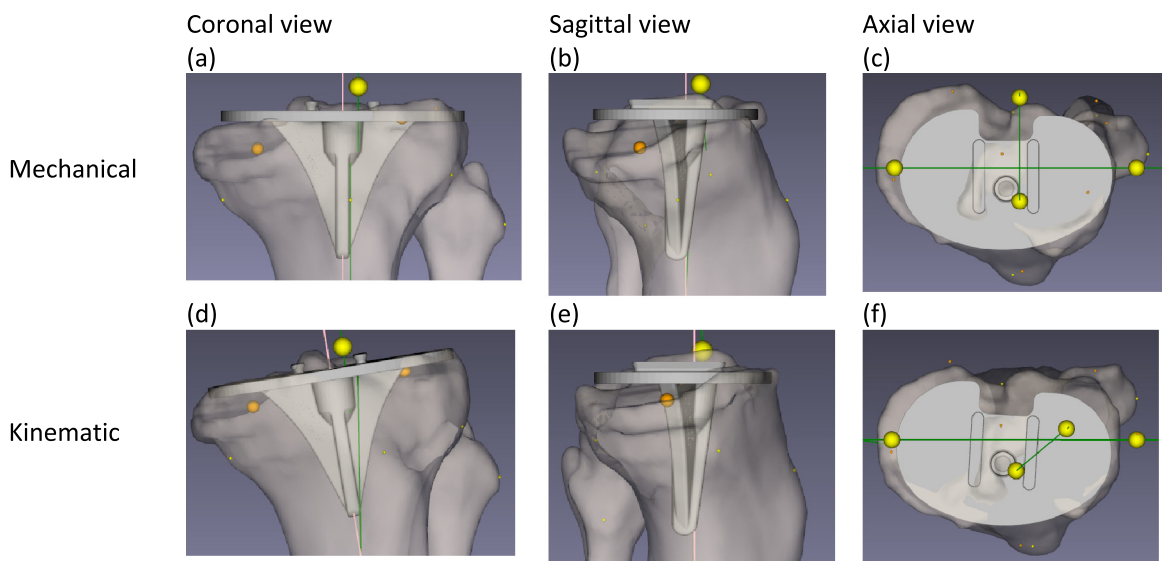 Coronal view
Sagittal view
Axial view
(a)
(b)
(c)
Mechanical
(d)
(e)
(f)
Kinematic